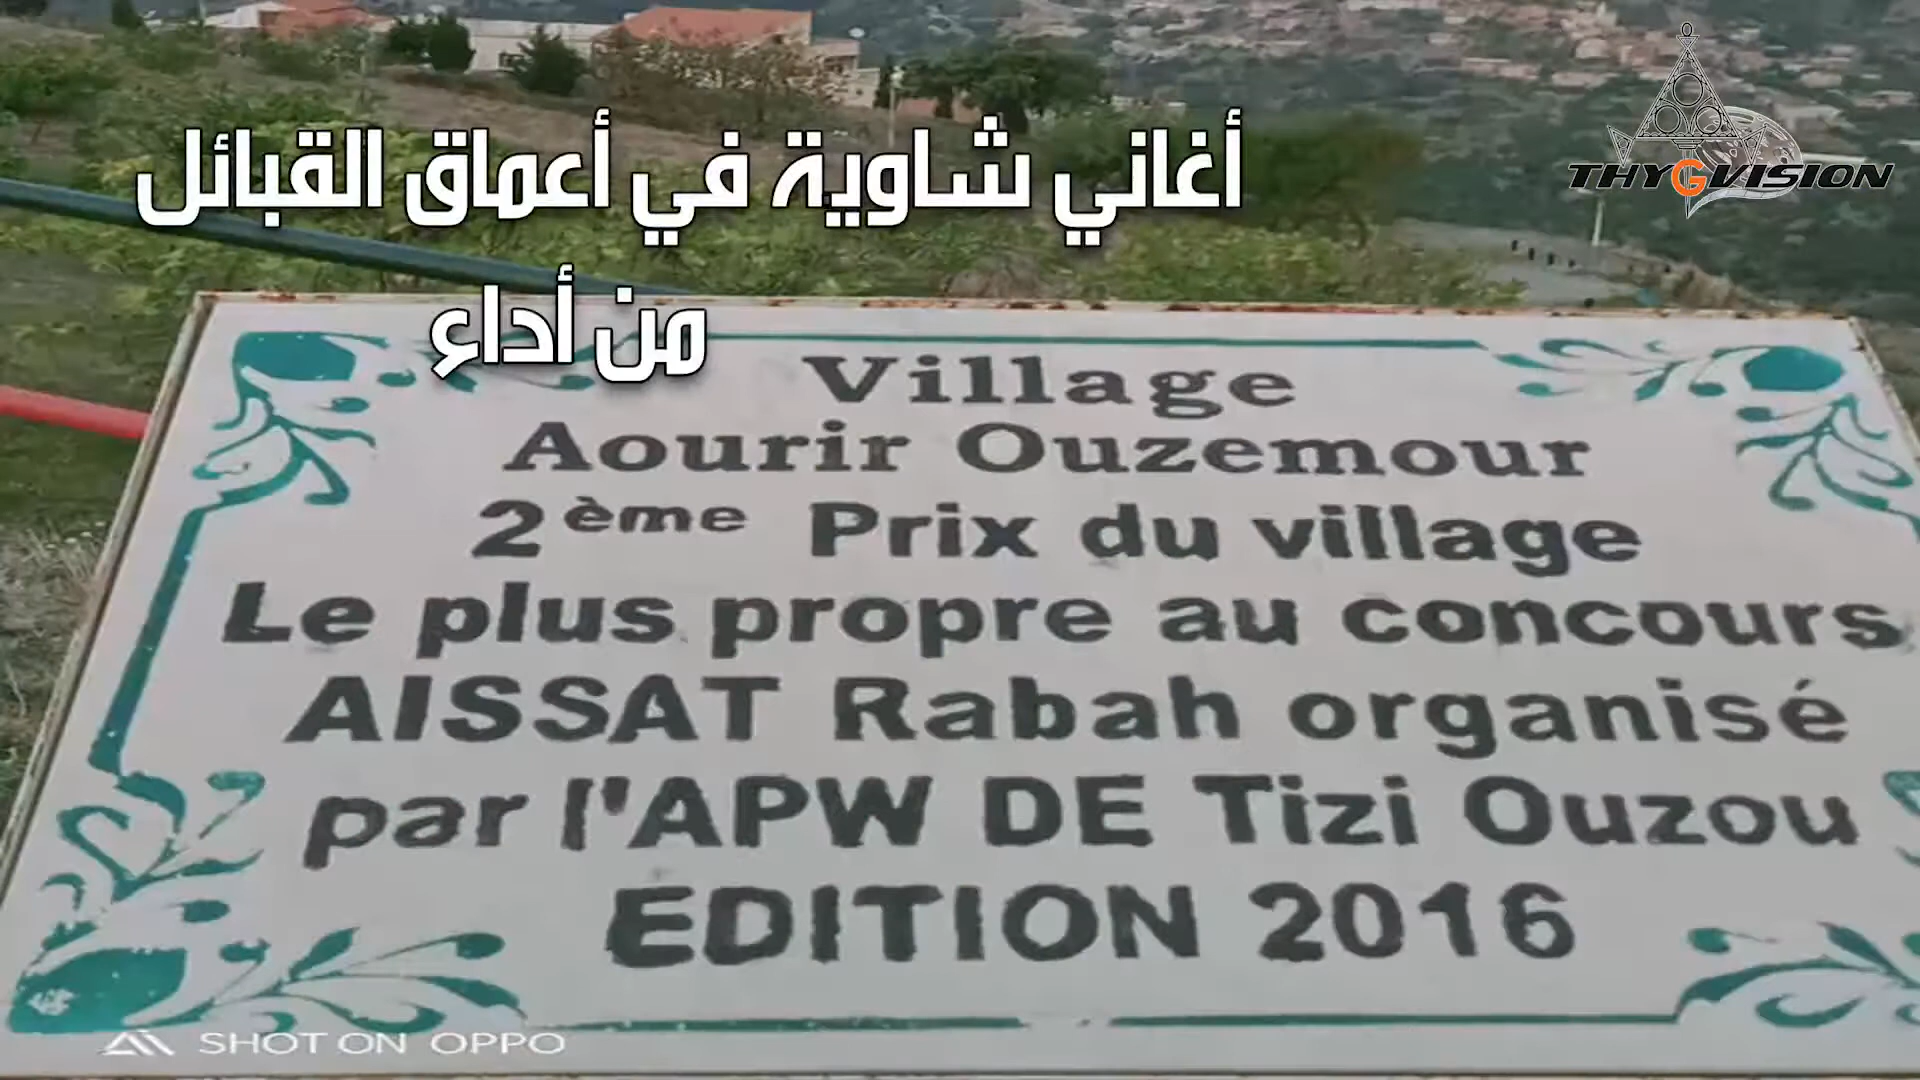 THYGVISION
أغاني شاوية في أعماق القبائل
من أداء
Village
Aourir Ouzemour
2ème Prix du village
Le plus propre au concours
AISSAT Rabah organisé
par l'APW DE Tizi Ouzou
EDITION 2016
SHOT ON OPPO